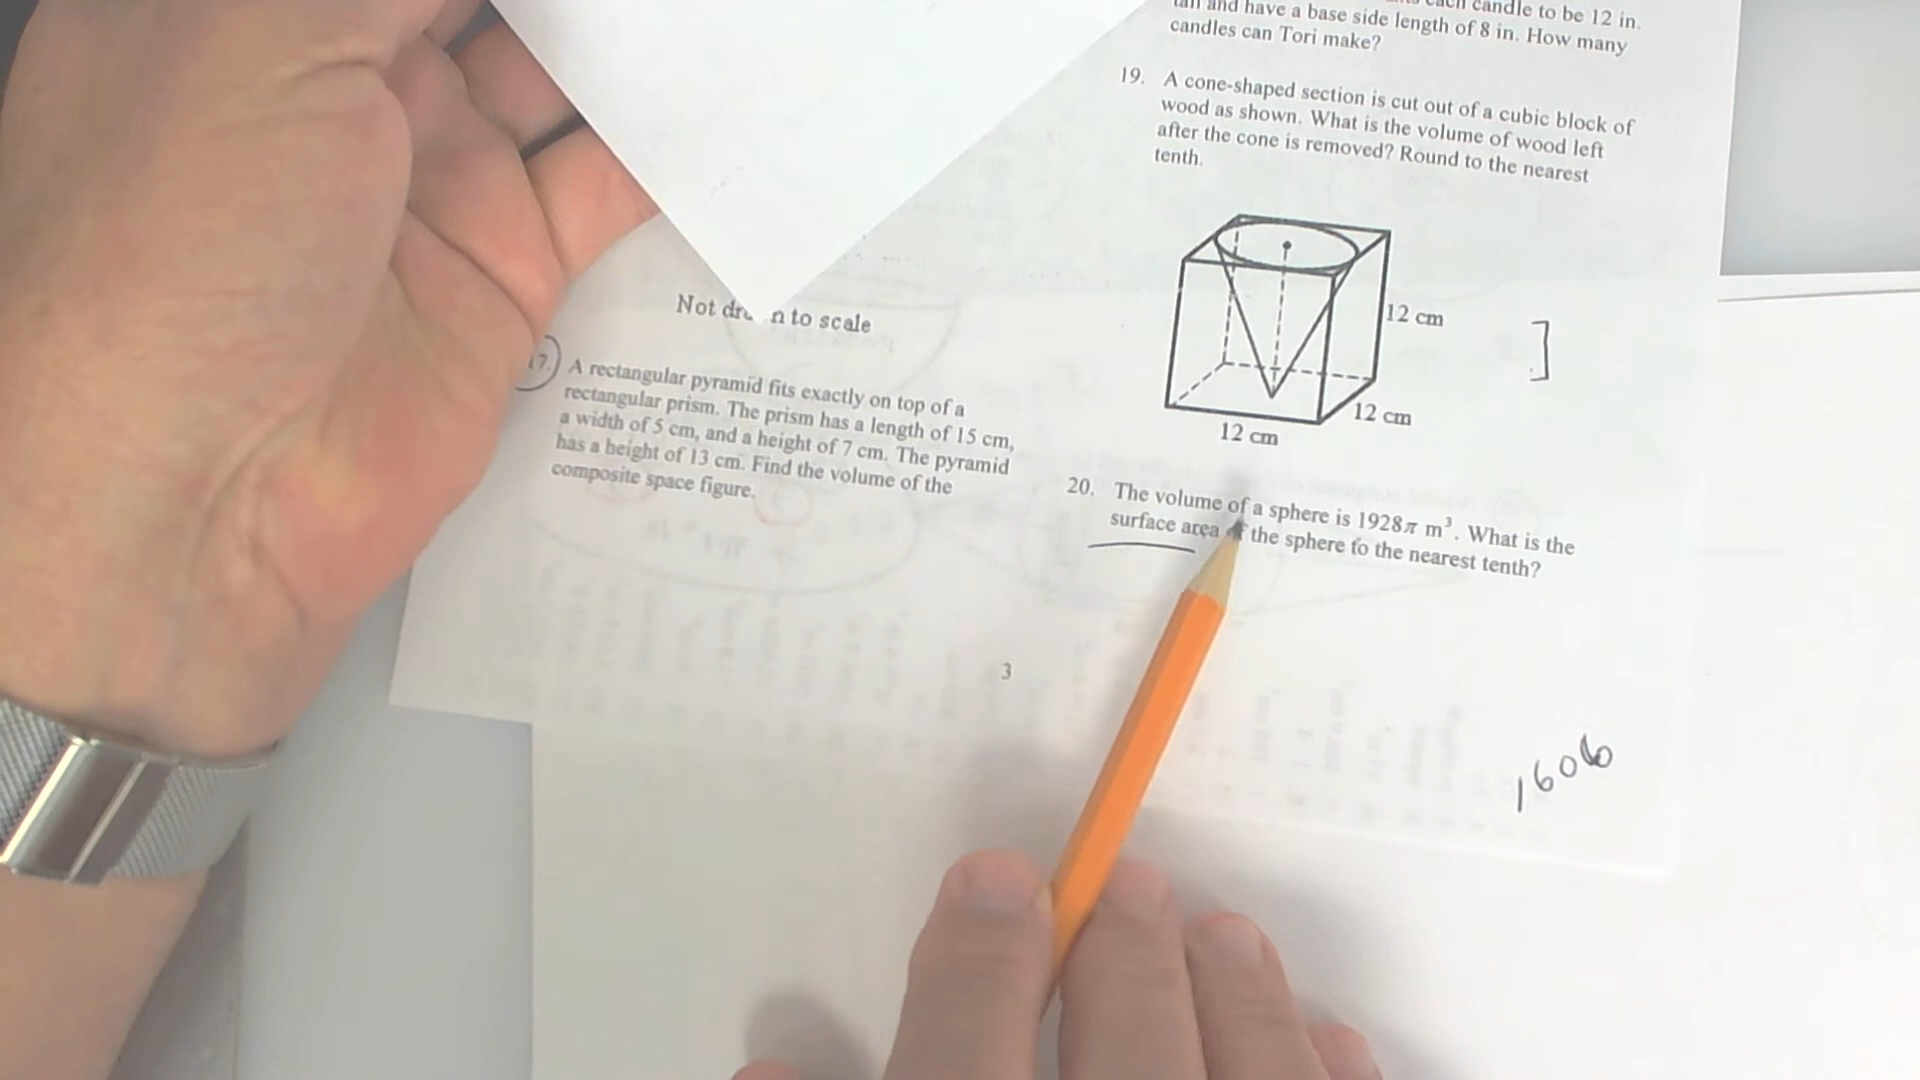 Not n to scale
17. A rectangular pyramid fits exactly on top of a
rectangular prism. The prism has a length of 15 cm,
a width of 5 cm, and a height of 7 cm. The pyramid
has a height of 13 cm. Find the volume of the
composite space figure.
3
each candle to be 12 in.
tall and have a base side length of 8 in. How many
candles can Tori make?
19. A cone-shaped section is cut out of a cubic block of
wood as shown. What is the volume of wood left
after the cone is removed? Round to the nearest
tenth.
12 cm
12 cm
12 cm
20. The volume of a sphere is 1928π m³. What is the
surface area the sphere to the nearest tenth?
1606